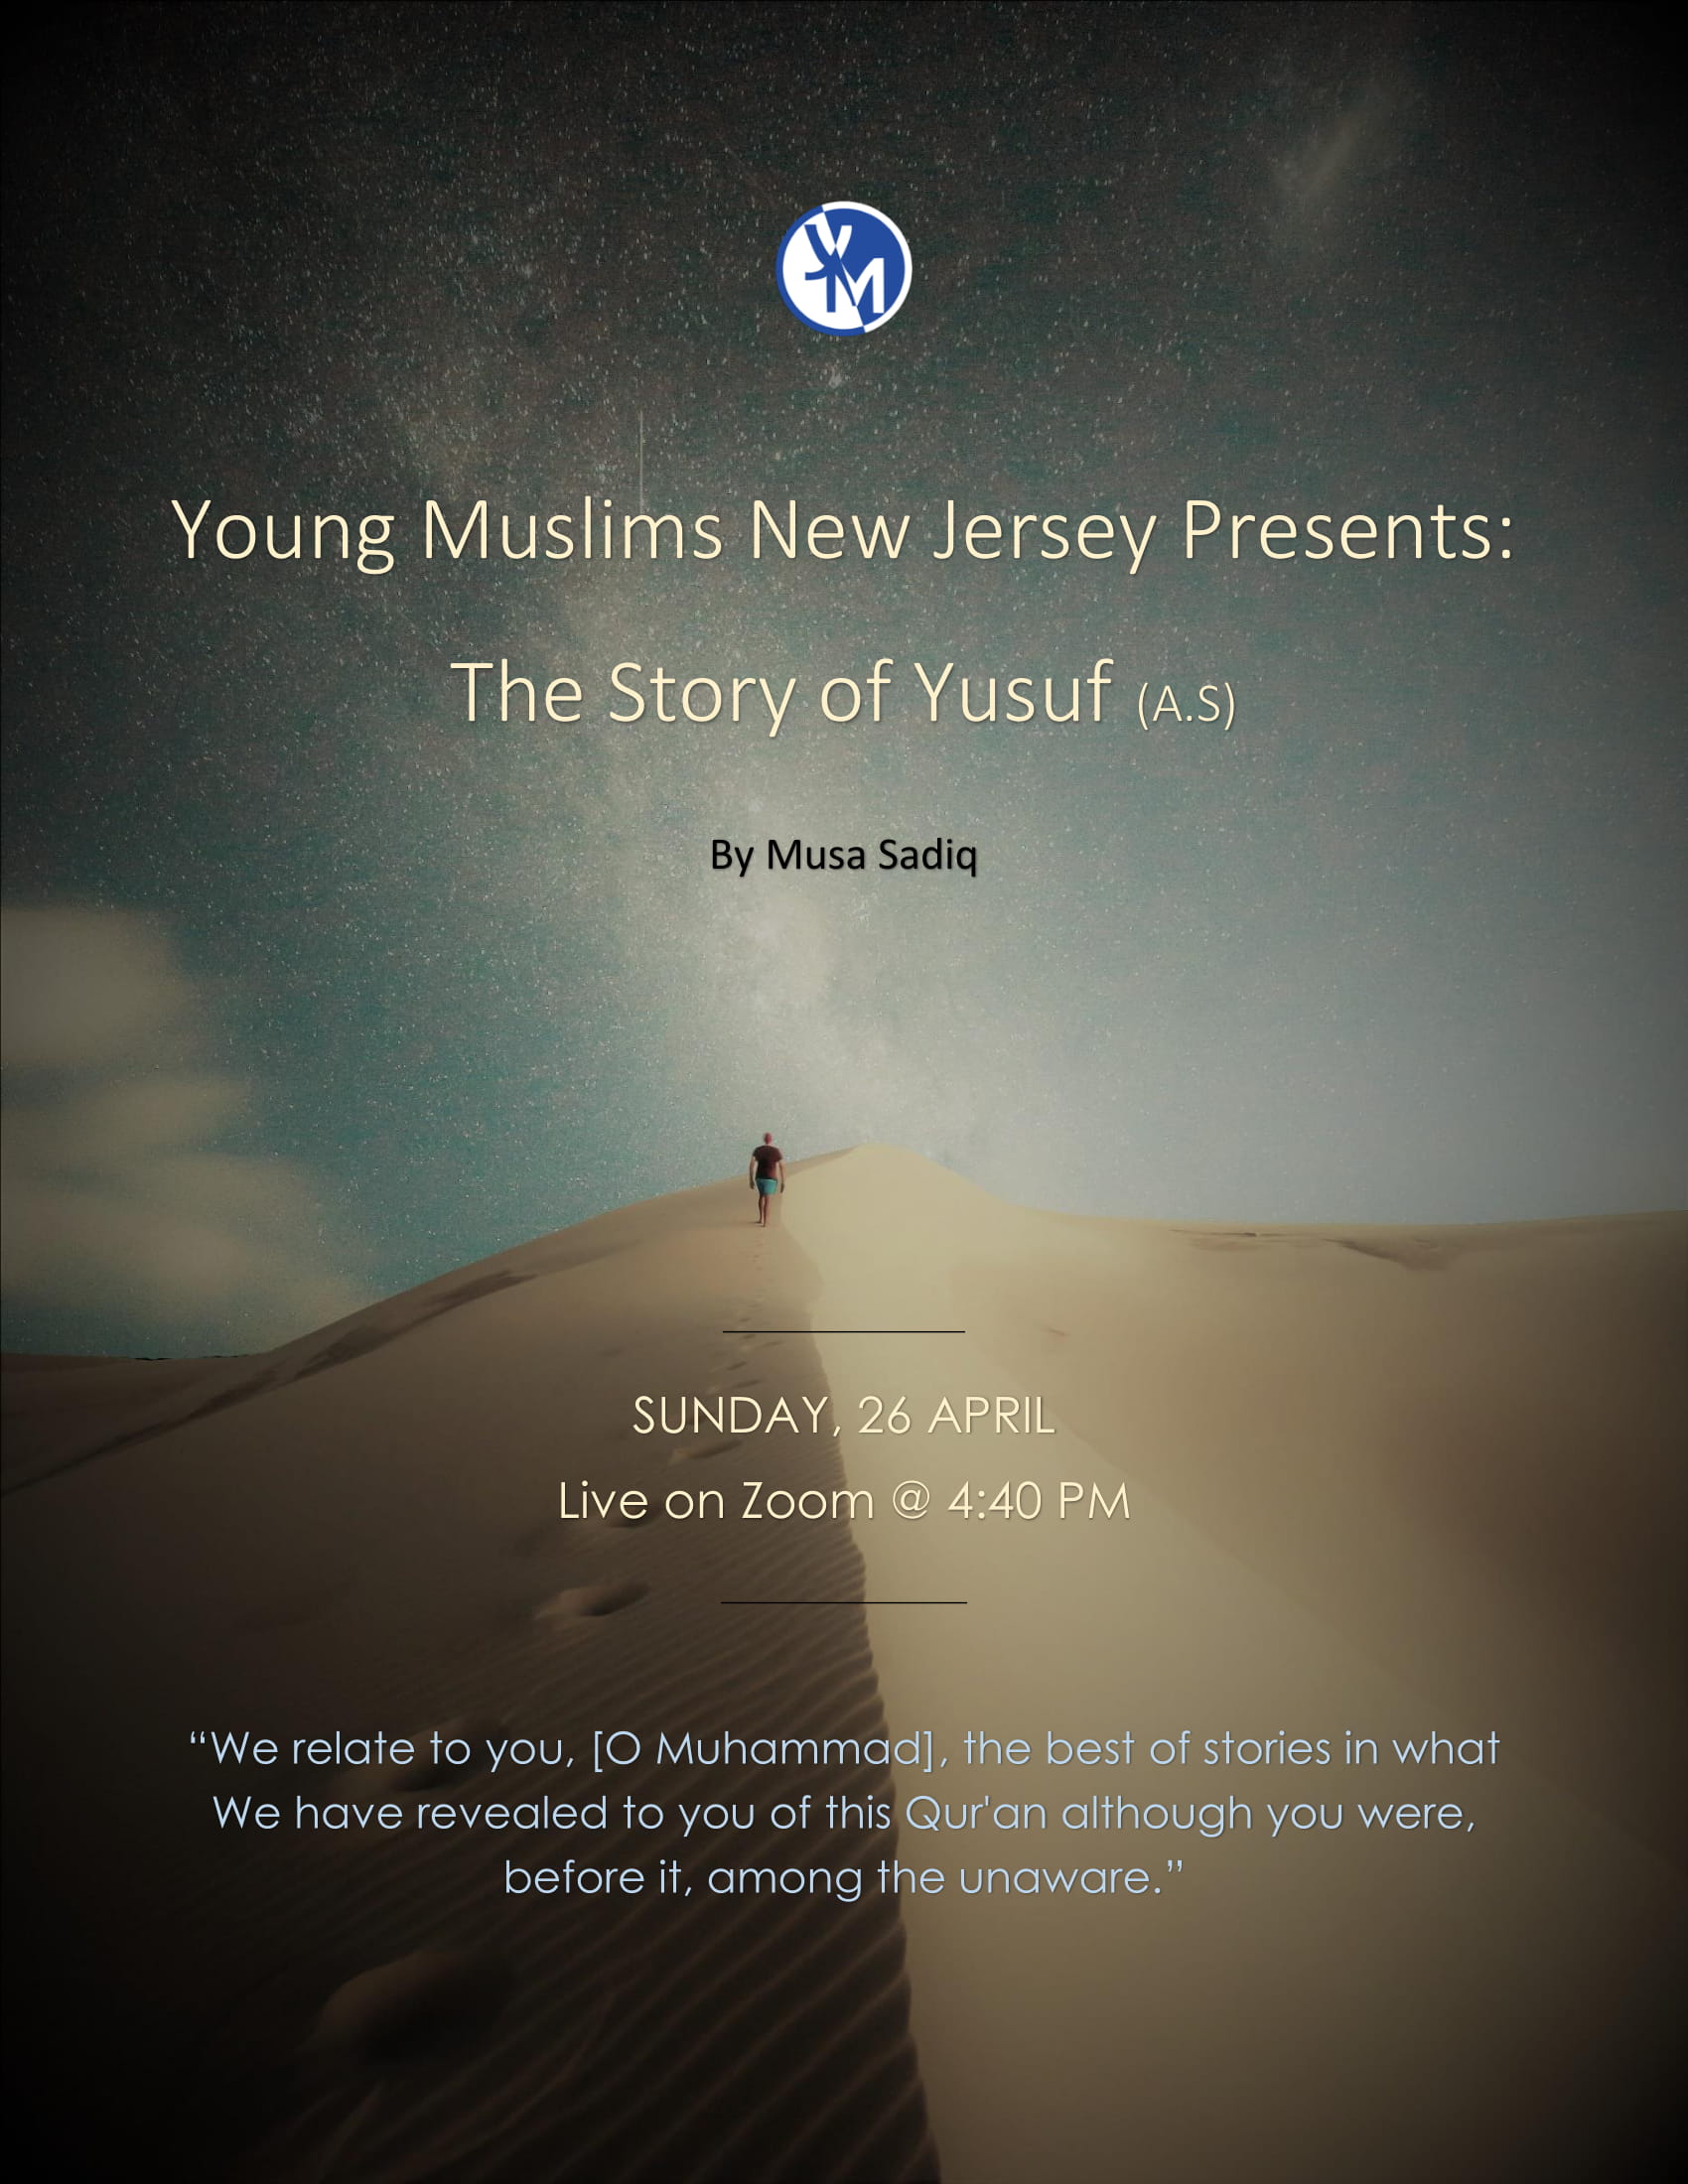 YM
Young Muslims New Jersey Presents:
The Story of Yusuf (A.S)
By Musa Sadiq
SUNDAY, 26 APRIL
Live on Zoom @ 4:40 PM
“We relate to you, [O Muhammad], the best of stories in what
We have revealed to you of this Qur'an although you were,
before it, among the unaware.”